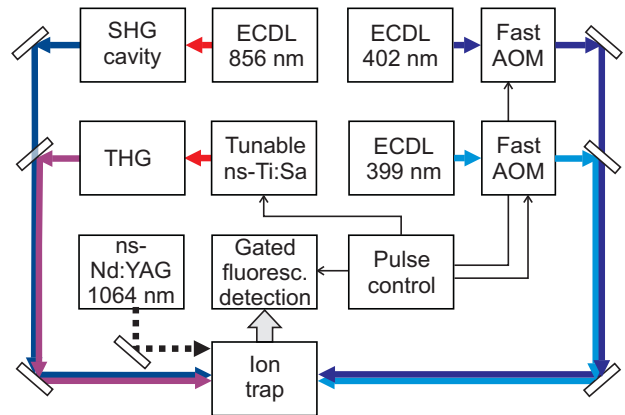 SHG
cavity
ECDL
856 nm
ECDL
402 nm
Fast
AOM
THG
Tunable
ns-Ti:Sa
ECDL
399 nm
Fast
AOM
ns-
Nd:YAG
1064 nm
Gated
fluoresc.
detection
Pulse
control
Ion
trap